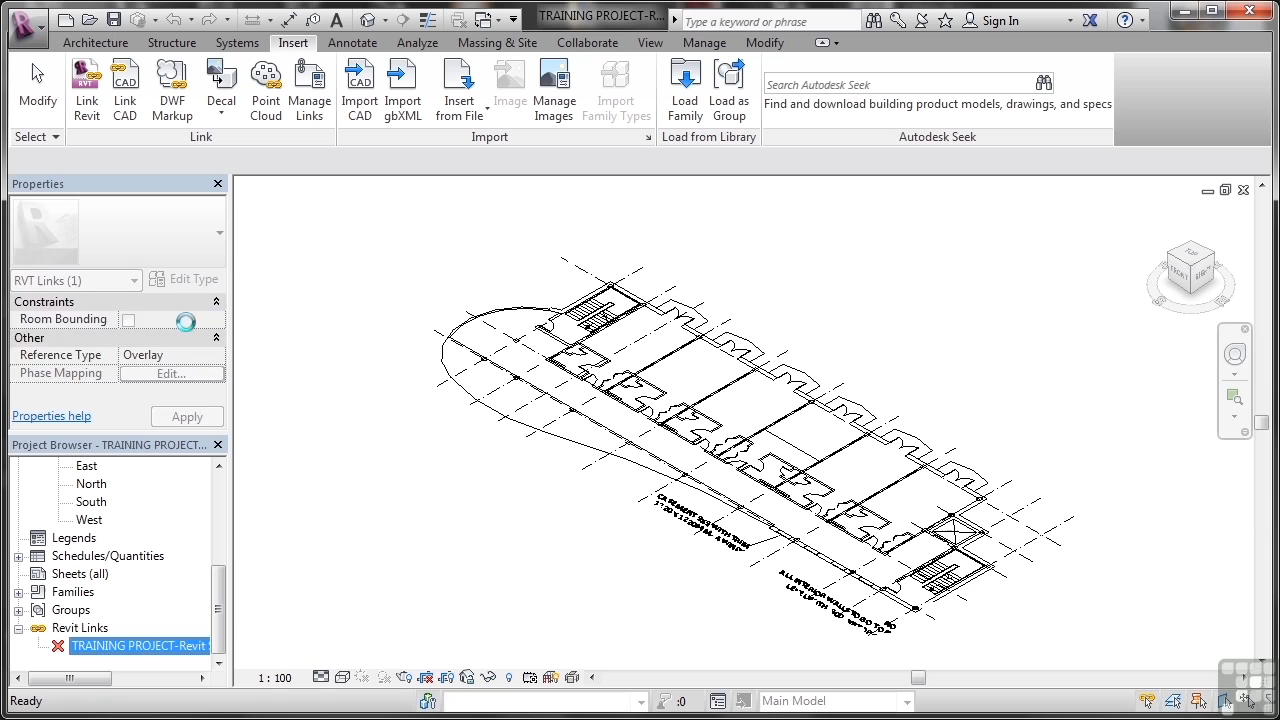 TRAINING PROJECT-R...
Type a keyword or phrase
Sign In
Architecture Structure Systems Insert Annotate Analyze Massing & Site Collaborate View Manage Modify
Modify
Link Revit
Link CAD
DWF Markup
Decal
Point Cloud
Manage Links
Import CAD
Import gbXML
Insert from File
Image
Manage Images
Import Family Types
Load Family
Load as Group
Search Autodesk Seek
Find and download building product models, drawings, and specs
Select Link Import Load from Library Autodesk Seek
Properties
RVT Links (1) Edit Type
Constraints
Room Bounding
Other
Reference Type Overlay
Phase Mapping Edit...
Properties help Apply
Project Browser - TRAINING PROJECT...
East
North
South
West
Legends
Schedules/Quantities
Sheets (all)
Families
Groups
Revit Links
TRAINING PROJECT-Revit
TOP
FRONT
1 : 100
Ready :0 Main Model